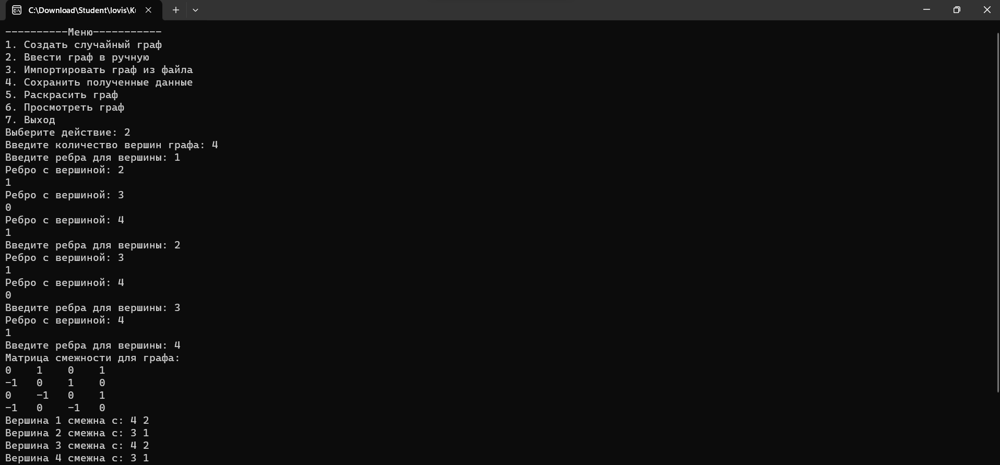 C:\Download\Student\lovis\Ku
----------Меню-----------
1. Создать случайный граф
2. Ввести граф в ручную
3. Импортировать граф из файла
4. Сохранить полученные данные
5. Раскрасить граф
6. Просмотреть граф
7. Выход
Выберите действие: 2
Введите количество вершин графа: 4
Введите ребра для вершины: 1
Ребро с вершиной: 2
1
Ребро с вершиной: 3
0
Ребро с вершиной: 4
1
Введите ребра для вершины: 2
Ребро с вершиной: 3
1
Ребро с вершиной: 4
0
Введите ребра для вершины: 3
Ребро с вершиной: 4
1
Введите ребра для вершины: 4
Матрица смежности для графа:
0    1    0    1
-1   0    1    0
0    -1   0    1
-1   0    -1   0
Вершина 1 смежна с: 4 2
Вершина 2 смежна с: 3 1
Вершина 3 смежна с: 4 2
Вершина 4 смежна с: 3 1